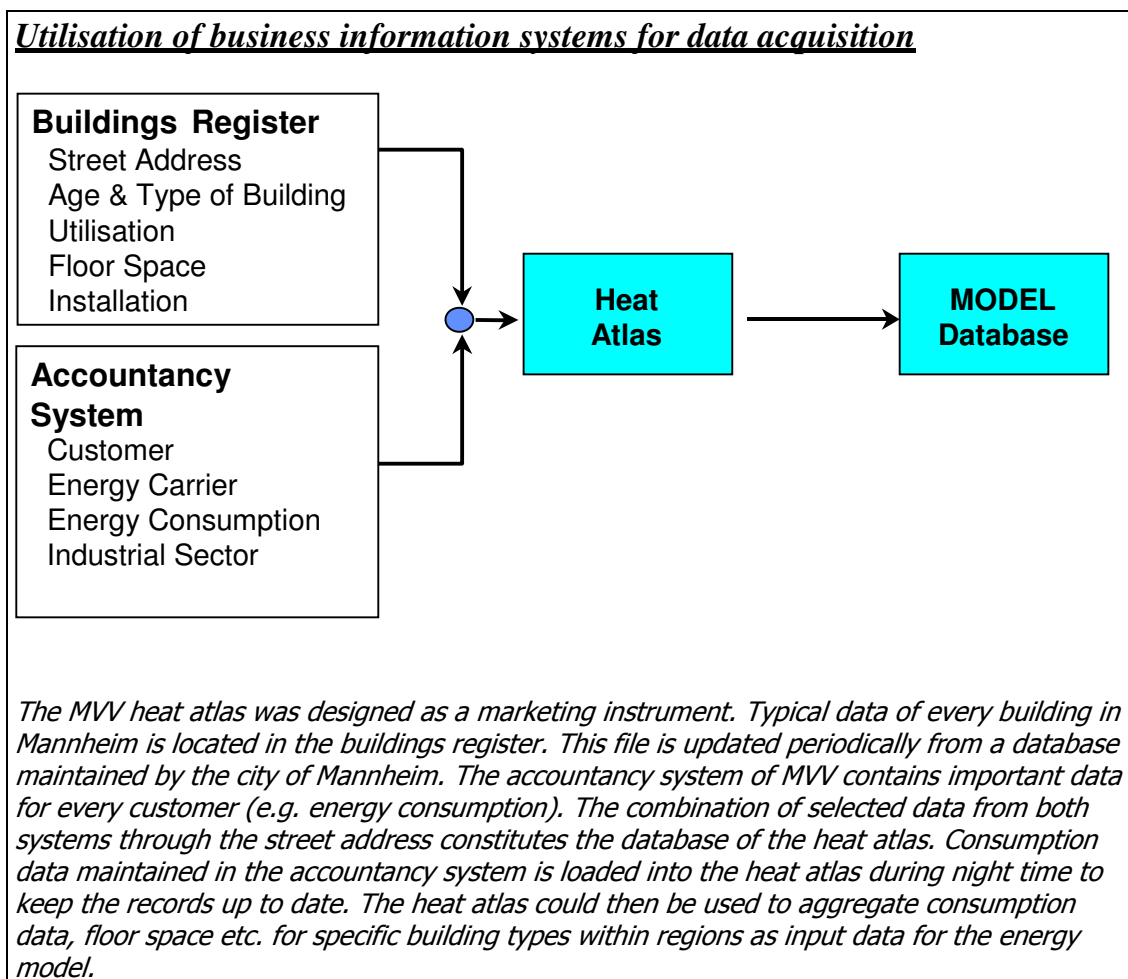 Utilisation of business information systems for data acquisition
Buildings Register
Street Address
Age & Type of Building
Utilisation
Floor Space
Installation
Accountancy
System
Customer
Energy Carrier
Energy Consumption
Industrial Sector
Heat
Atlas
MODEL
Database
The MVV heat atlas was designed as a marketing instrument. Typical data of every building in
Mannheim is located in the buildings register. This file is updated periodically from a database
maintained by the city of Mannheim. The accountancy system of MVV contains important data
for every customer (e.g. energy consumption). The combination of selected data from both
systems through the street address constitutes the database of the heat atlas. Consumption
data maintained in the accountancy system is loaded into the heat atlas during night time to
keep the records up to date. The heat atlas could then be used to aggregate consumption
data, floor space etc. for specific building types within regions as input data for the energy
model.